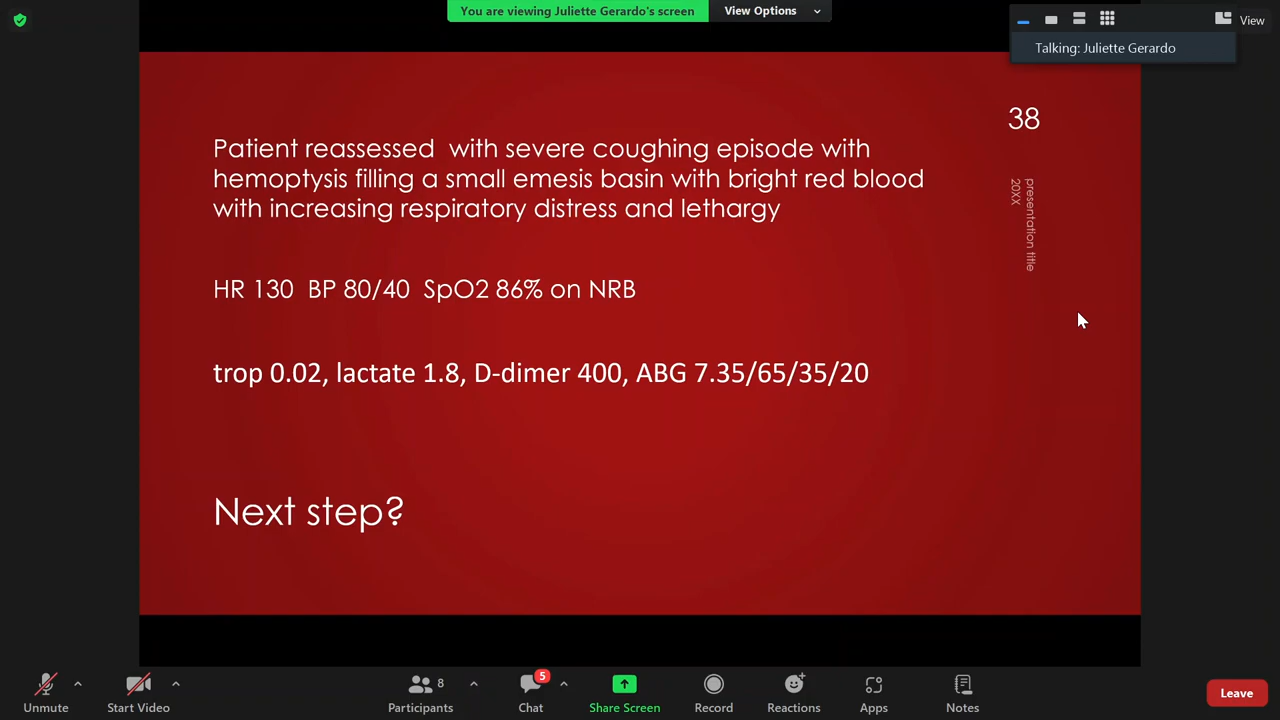 You are viewing Juliette Gerardo's screen
View Options
View
Talking: Juliette Gerardo
38
presentation title
20XX
Patient reassessed with severe coughing episode with
hemoptysis filling a small emesis basin with bright red blood
with increasing respiratory distress and lethargy
HR 130 BP 80/40 SpO2 86% on NRB
trop 0.02, lactate 1.8, D-dimer 400, ABG 7.35/65/35/20
Next step?
Unmute
Start Video
8
Participants
5
Chat
Share Screen
Record
Reactions
Apps
Notes
Leave